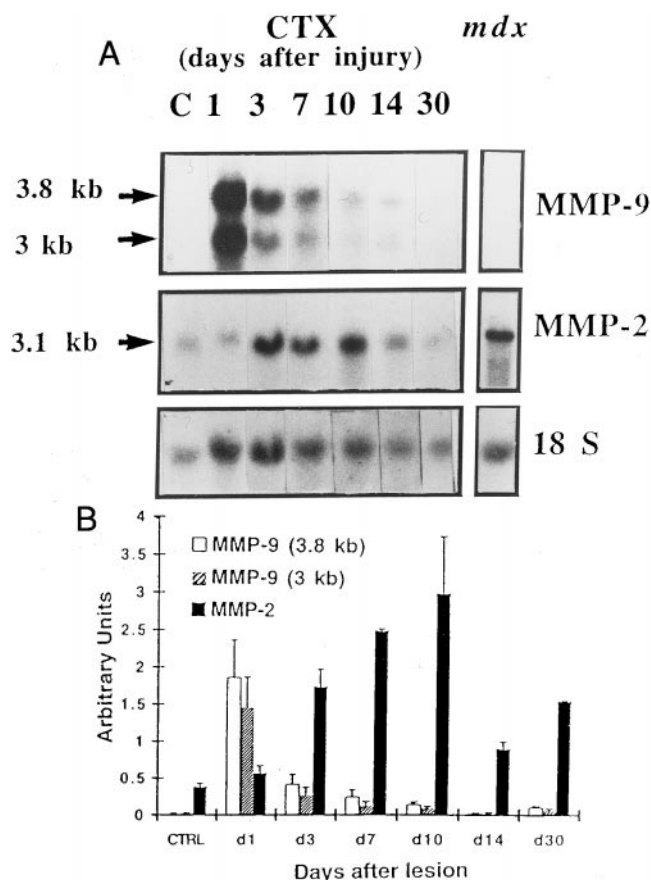 A
CTX
(days after injury)
mdx
C 1 3 7 10 14 30
3.8 kb
3 kb
MMP-9
3.1 kb
MMP-2
18 S
B
4
3.5
3
2.5
2
1.5
1
0.5
0
Arbitrary Units
MMP-9 (3.8 kb)
MMP-9 (3 kb)
MMP-2
CTRL d1 d3 d7 d10 d14 d30
Days after lesion